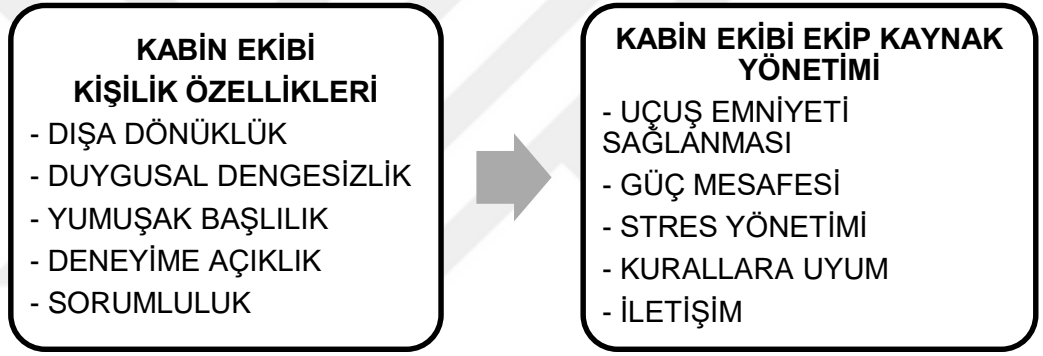 KABİN EKİBİ
KİŞİLİK ÖZELLİKLERİ
- DIŞA DÖNÜKLÜK
- DUYGUSAL DENGESİZLİK
- YUMUŞAK BAŞLILIK
- DENEYİME AÇIKLIK
- SORUMLULUK
KABİN EKİBİ EKİP KAYNAK
YÖNETİMİ
- UÇUŞ EMNİYETİ
SAĞLANMASI
- GÜÇ MESAFESİ
- STRES YÖNETİMİ
- KURALLARA UYUM
- İLETİŞİM